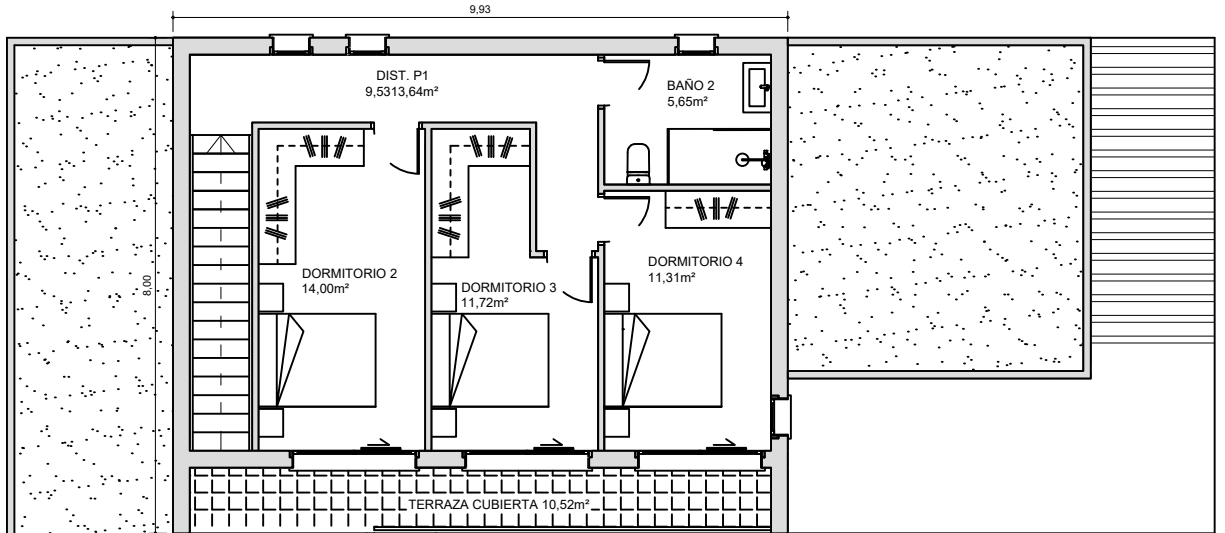 9,93
DIST. P1
9,5313,64m²
BAÑO 2
5,65m²
DORMITORIO 2
14,00m²
DORMITORIO 3
11,72m²
DORMITORIO 4
11,31m²
8,00
TERRAZA CUBIERTA 10,52m²